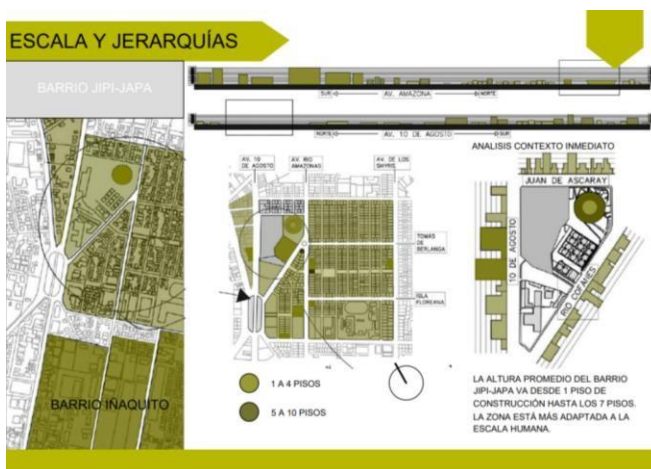 ESCALA Y JERARQUÍAS
BARRIO JIPI-JAPA
SUR
AV. AMAZONA
NORTE
NORTE
AV. 10 DE AGOSTO
SUR
ANALISIS CONTEXTO INMEDIATO
JUAN DE ASCARAY
10 DE AGOSTO
RIO COFANES
AV. 10
DE AGOSTO
AV. RIO
AMAZONAS
AV. DE LOS
SHYRIS
TOMAS
DE
BERLANGA
ISLA
FLOREANA
BARRIO IÑAQUITO
1 A 4 PISOS
5 A 10 PISOS
LA ALTURA PROMEDIO DEL BARRIO
JIPI-JAPA VA DESDE 1 PISO DE
CONSTRUCCIÓN HASTA LOS 7 PISOS.
LA ZONA ESTÁ MÁS ADAPTADA A LA
ESCALA HUMANA.